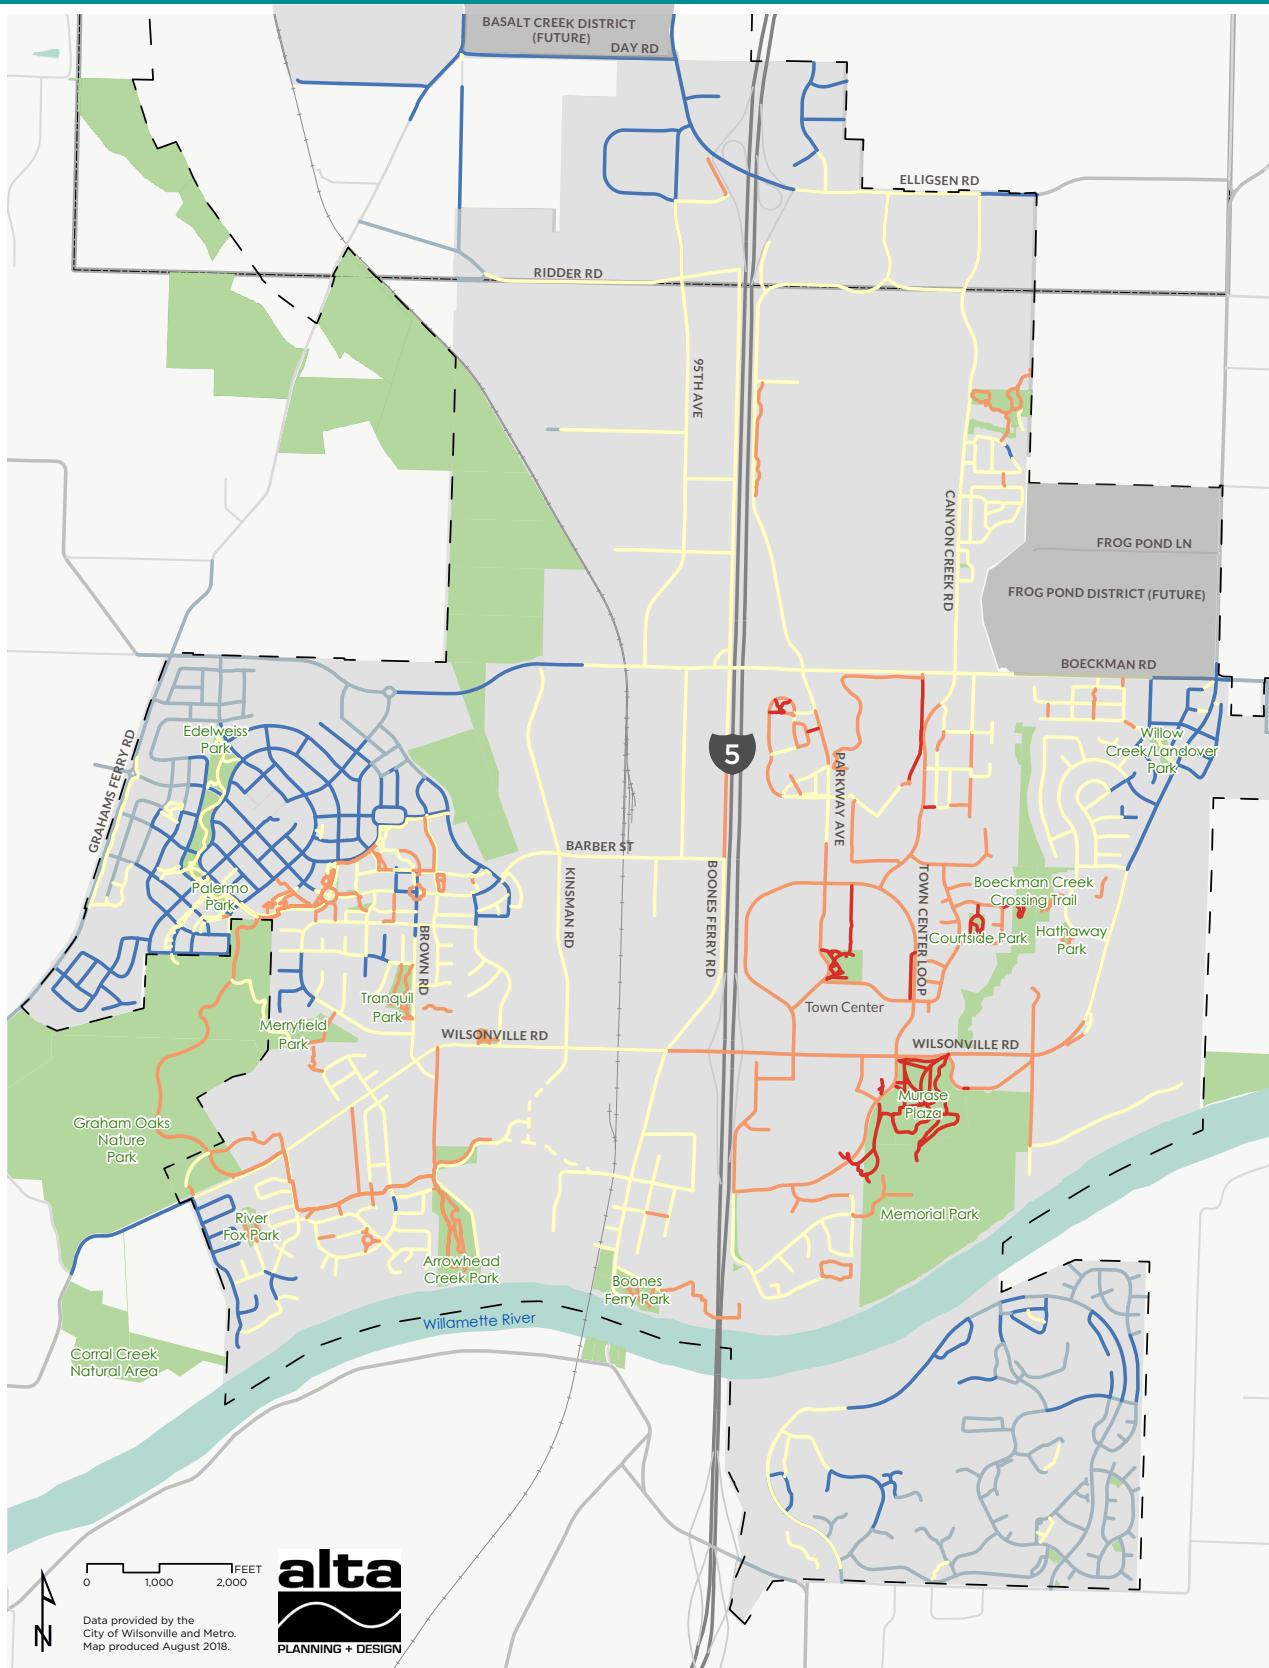 BASALT CREEK DISTRICT
(FUTURE)
DAY RD
ELLIGSEN RD
RIDDER RD
95TH AVE
CANYON CREEK RD
FROG POND LN
FROG POND DISTRICT (FUTURE)
BOECKMAN RD
Edelweiss
Park
GRAHAMS FERRY RD
5
PARKWAY AVE
Willow
Creek/Landover
Park
BARBER ST
KINSMAN RD
BOONES FERRY RD
TOWN CENTER LOOP
Palermo
Park
BROWN RD
Boeckman Creek
Crossing Trail
Courtside Park
Hathaway
Park
Tranquil
Park
Town Center
Merryfield
Park
WILSONVILLE RD
WILSONVILLE RD
Murase
Plaza
Graham Oaks
Nature
Park
River
Fox Park
Memorial Park
Arrowhead
Creek Park
Boones
Ferry Park
Willamette River
Corral Creek
Natural Area
0
1,000
2,000
FEET
N
Data provided by the
City of Wilsonville and Metro.
Map produced August 2018.
alta
PLANNING + DESIGN